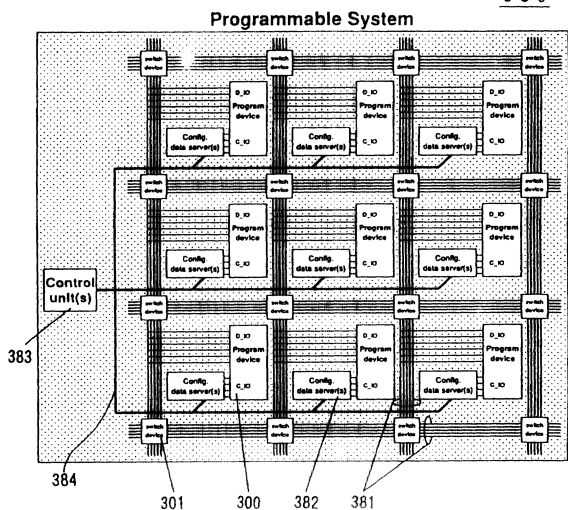 Programmable System
switch device switch device switch device switch device
D_IO Program device C_IO
Config. data server(s)
D_IO Program device C_IO
Config. data server(s)
D_IO Program device C_IO
Config. data server(s)
switch device switch device switch device switch device
D_IO Program device C_IO
Config. data server(s)
D_IO Program device C_IO
Config. data server(s)
D_IO Program device C_IO
Config. data server(s)
Control unit(s)
383
switch device switch device switch device switch device
D_IO Program device C_IO
Config. data server(s)
D_IO Program device C_IO
Config. data server(s)
D_IO Program device C_IO
Config. data server(s)
switch device switch device switch device switch device
384
301 300 382 381